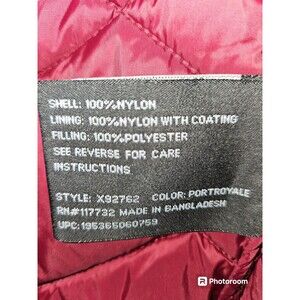 SHELL: 100%NYLON
LINING: 100%NYLON WITH COATING
FILLING: 100%POLYESTER
SEE REVERSE FOR CARE
INSTRUCTIONS
STYLE: X92762 COLOR: PORTROYALE
RN#117732 MADE IN BANGLADESH
UPC:195365060759
Photoroom